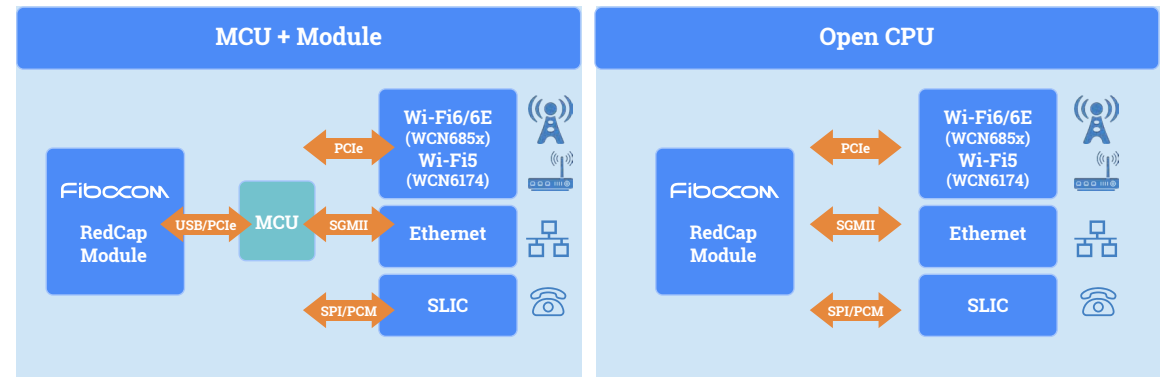 MCU + Module
Wi-Fi6/6E
(WCN685x)
Wi-Fi5
(WCN6174)
PCIe
Fibocom
RedCap
Module
USB/PCIe
MCU
SGMII
Ethernet
SPI/PCM
SLIC
Open CPU
Wi-Fi6/6E
(WCN685x)
Wi-Fi5
(WCN6174)
PCIe
Fibocom
RedCap
Module
SGMII
Ethernet
SPI/PCM
SLIC